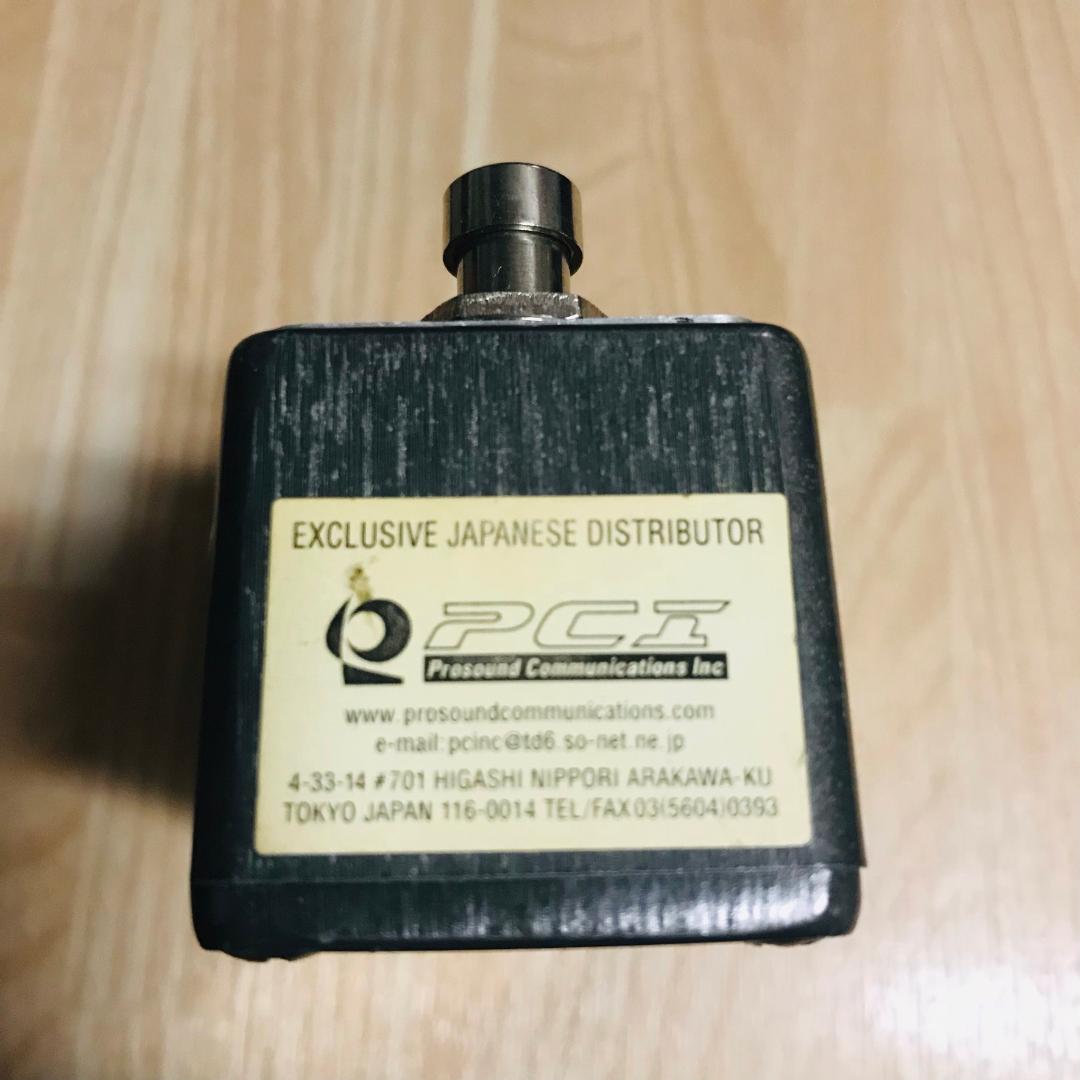 EXCLUSIVE JAPANESE DISTRIBUTOR
PCI
Prosound Communications Inc
www.prosoundcommunications.com
e-mail:pcinc@td6.so-net.ne.jp
4-33-14 #701 HIGASHI NIPPORI ARAKAWA-KU
TOKYO JAPAN 116-0014 TEL/FAX03(5604)0393